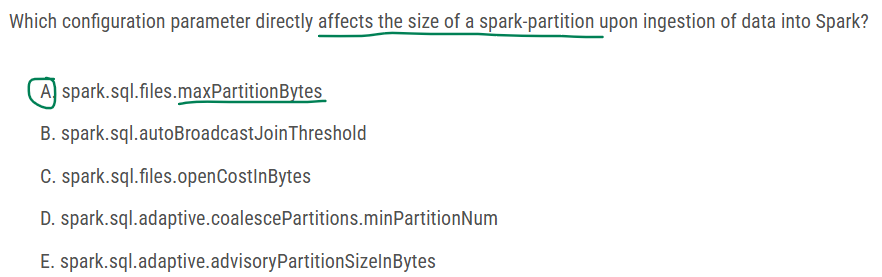 Which configuration parameter directly affects the size of a spark-partition upon ingestion of data into Spark?
A. spark.sql.files.maxPartitionBytes
B. spark.sql.autoBroadcastJoinThreshold
C. spark.sql.files.openCostInBytes
D. spark.sql.adaptive.coalescePartitions.minPartitionNum
E. spark.sql.adaptive.advisoryPartitionSizeInBytes